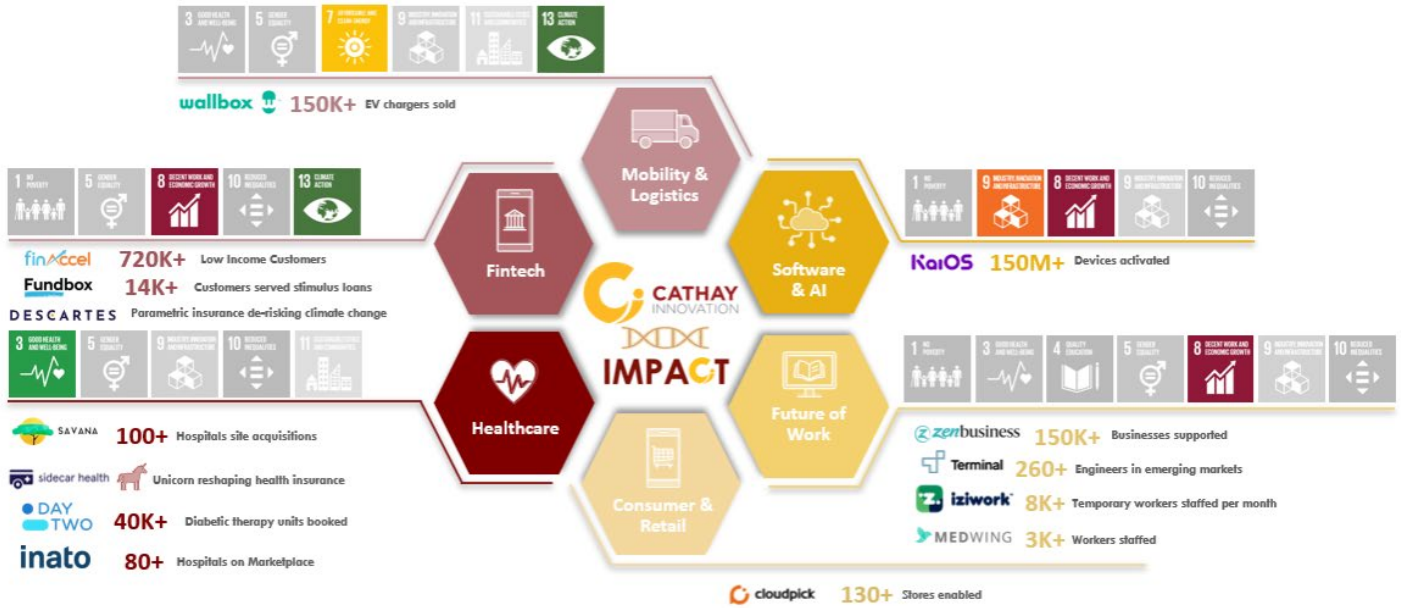 3 GOOD HEALTH AND WELL-BEING
5 GENDER EQUALITY
7 AFFORDABLE AND CLEAN ENERGY
9 INDUSTRY, INNOVATION AND INFRASTRUCTURE
11 SUSTAINABLE CITIES AND COMMUNITIES
13 CLIMATE ACTION
wallbox 150K+ EV chargers sold
Mobility & Logistics
1 NO POVERTY
5 GENDER EQUALITY
8 DECENT WORK AND ECONOMIC GROWTH
10 REDUCED INEQUALITIES
13 CLIMATE ACTION
finAccel 720K+ Low Income Customers
Fundbox 14K+ Customers served stimulus loans
DESCARTES Parametric insurance de-risking climate change
Fintech
1 NO POVERTY
9 INDUSTRY, INNOVATION AND INFRASTRUCTURE
8 DECENT WORK AND ECONOMIC GROWTH
9 INDUSTRY, INNOVATION AND INFRASTRUCTURE
10 REDUCED INEQUALITIES
KaiOS 150M+ Devices activated
Software & AI
CATHAY
INNOVATION
IMPACT
3 GOOD HEALTH AND WELL-BEING
5 GENDER EQUALITY
9 INDUSTRY, INNOVATION AND INFRASTRUCTURE
10 REDUCED INEQUALITIES
11 SUSTAINABLE CITIES AND COMMUNITIES
Healthcare
SAVANA 100+ Hospitals site acquisitions
sidecar health Unicorn reshaping health insurance
DAY TWO 40K+ Diabetic therapy units booked
inato 80+ Hospitals on Marketplace
1 NO POVERTY
3 GOOD HEALTH AND WELL-BEING
4 QUALITY EDUCATION
5 GENDER EQUALITY
8 DECENT WORK AND ECONOMIC GROWTH
9 INDUSTRY, INNOVATION AND INFRASTRUCTURE
10 REDUCED INEQUALITIES
Future of Work
zenbusiness 150K+ Businesses supported
Terminal 260+ Engineers in emerging markets
iziwork 8K+ Temporary workers staffed per month
MEDWING 3K+ Workers staffed
Consumer & Retail
cloudpick 130+ Stores enabled